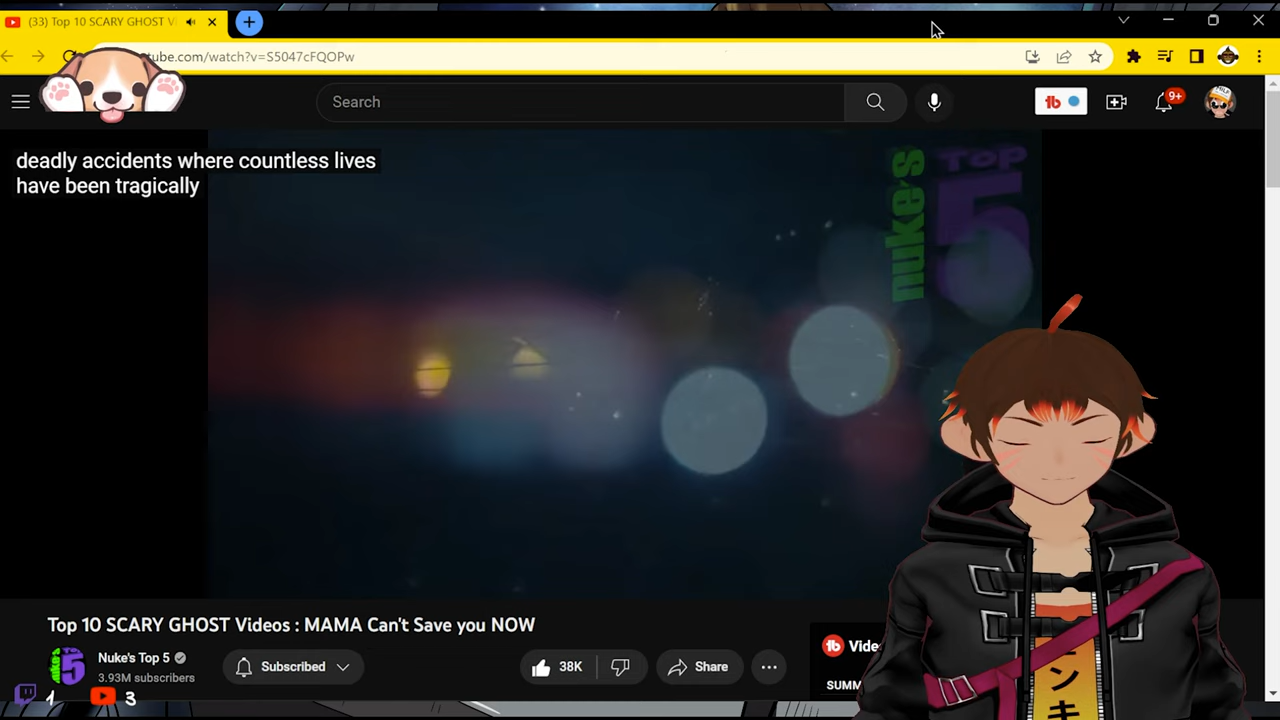 (33) Top 10 SCARY GHOST Vi
tube.com/watch?v=S5047cFQOPw
Search
9+
deadly accidents where countless lives
have been tragically
nuke's TOP 5
Top 10 SCARY GHOST Videos : MAMA Can't Save you NOW
Nuke's Top 5
3.93M subscribers
Subscribed
38K
Share
Vide
SUMM
1
3
ンキ